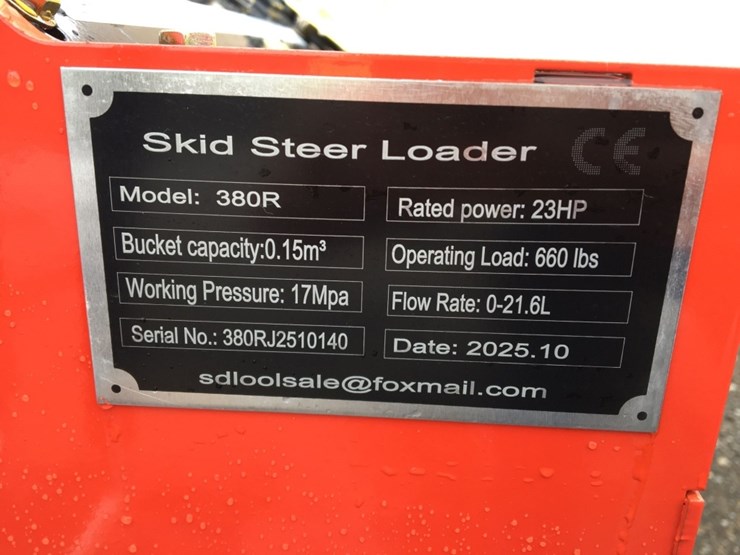 Skid Steer Loader CE
Model: 380R
Rated power: 23HP
Bucket capacity:0.15m³
Operating Load: 660 lbs
Working Pressure: 17Mpa
Flow Rate: 0-21.6L
Serial No.: 380RJ2510140
Date: 2025.10
sdloolsale@foxmail.com